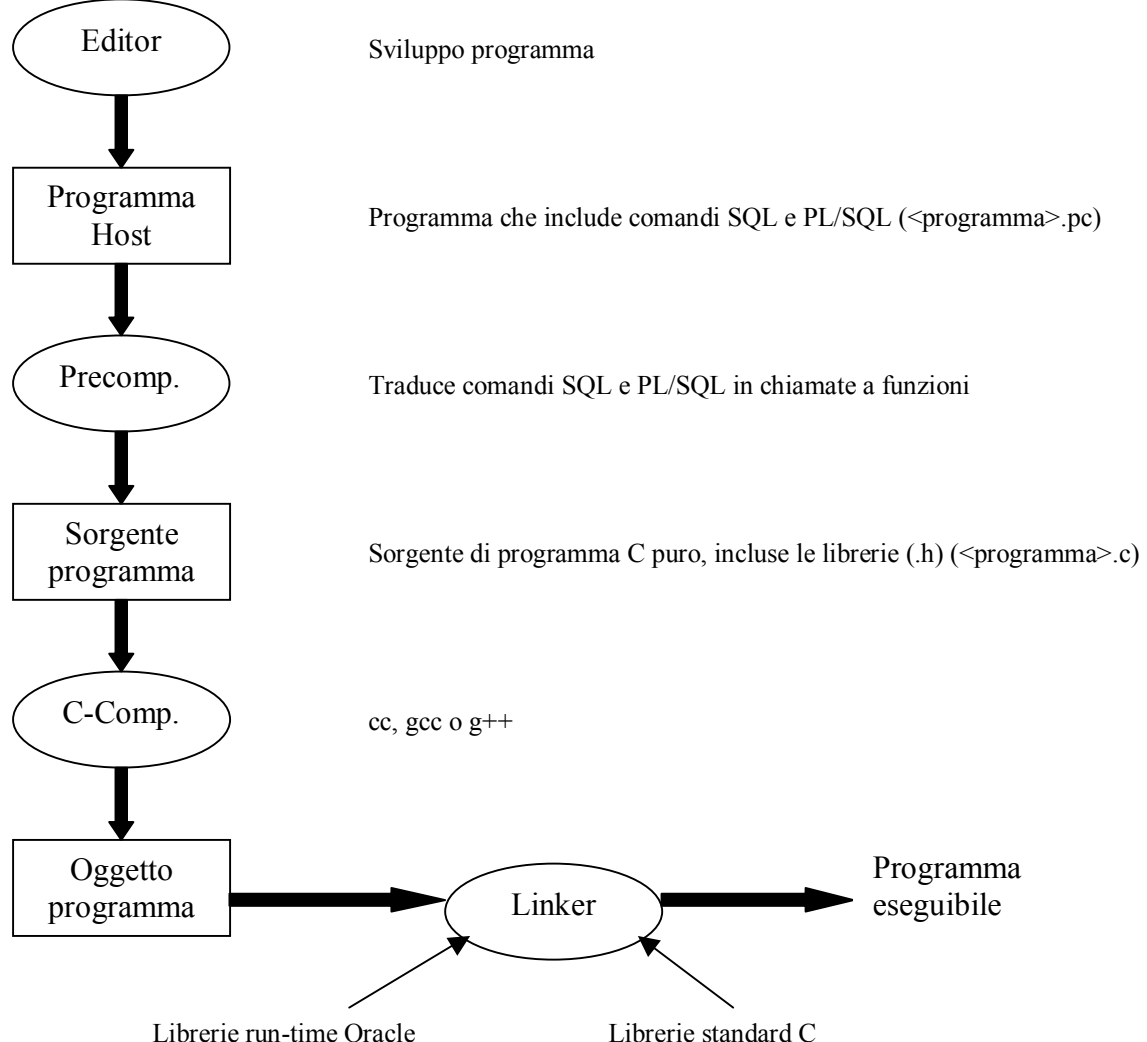 Editor
Sviluppo programma
Programma
Host
Programma che include comandi SQL e PL/SQL (<programma>.pc)
Precomp.
Traduce comandi SQL e PL/SQL in chiamate a funzioni
Sorgente
programma
Sorgente di programma C puro, incluse le librerie (.h) (<programma>.c)
C-Comp.
cc, gcc o g++
Oggetto
programma
Linker
Programma
eseguibile
Librerie run-time Oracle
Librerie standard C